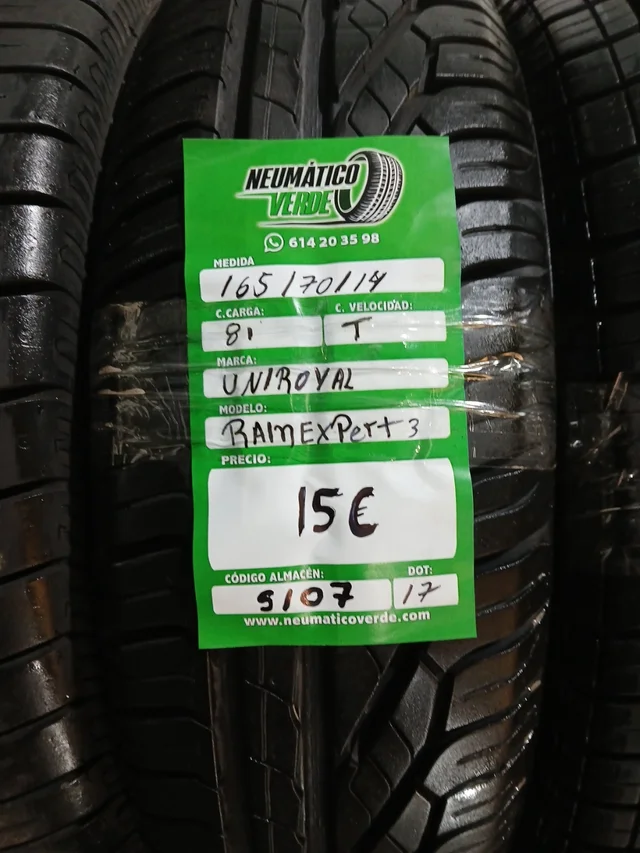 NEUMÁTICO
VERDE
614 20 35 98
MEDIDA
165/70/14
C.CARGA: C. VELOCIDAD:
81 T
MARCA:
UNIROYAL
MODELO:
RAINEXPert 3
PRECIO:
15€
CÓDIGO ALMACÉN: DOT:
5107 17
www.neumaticoverde.com